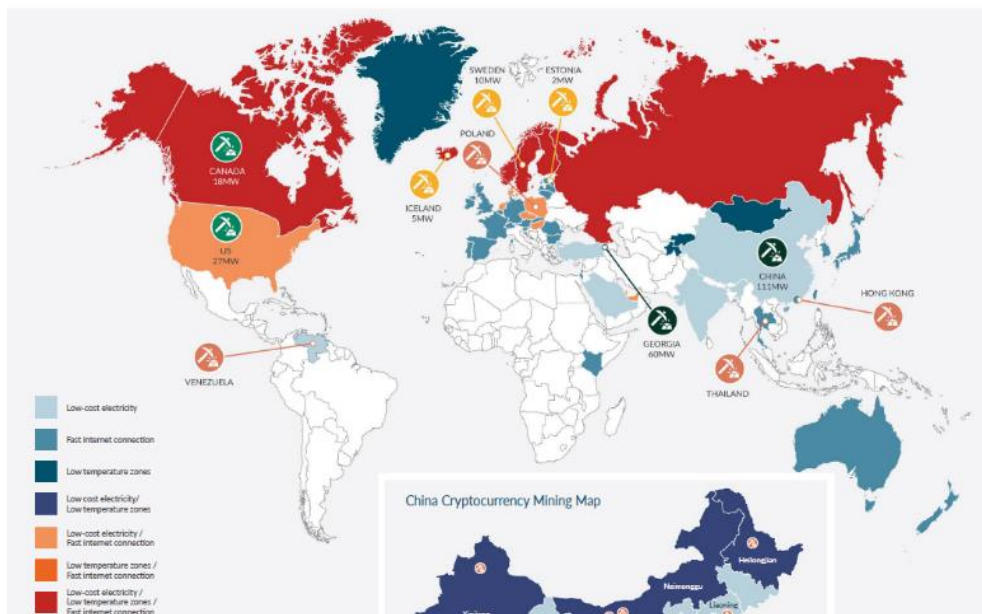 SWEDEN
10MW
ESTONIA
2MW
POLAND
CANADA
18MW
ICELAND
5MW
US
27MW
CHINA
111MW
HONG KONG
GEORGIA
60MW
VENEZUELA
THAILAND
Low-cost electricity
Fast internet connection
Low temperature zones
Low cost electricity/
Low temperature zones
Low-cost electricity /
Fast internet connection
Low temperature zones /
Fast internet connection
Low-cost electricity /
Low temperature zones /
Fast internet connection
China Cryptocurrency Mining Map
Heilongjian
Neimenggu
Liaoning